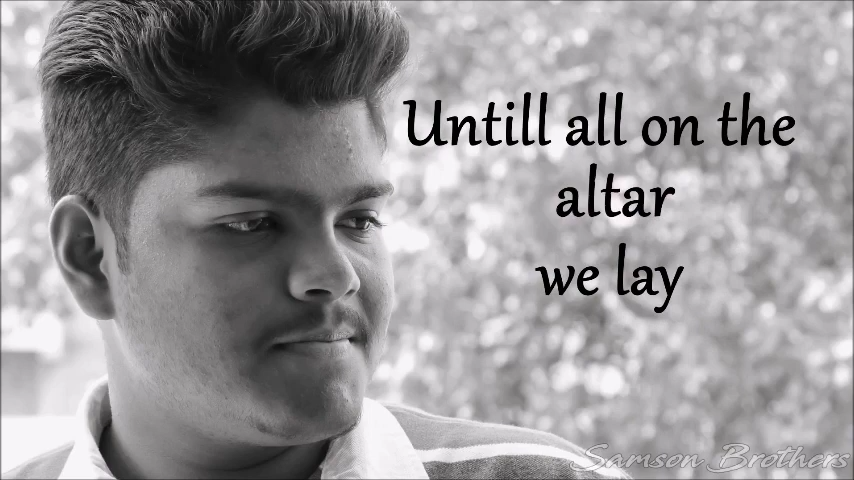 Untill all on the
altar
we lay
Samson Brothers